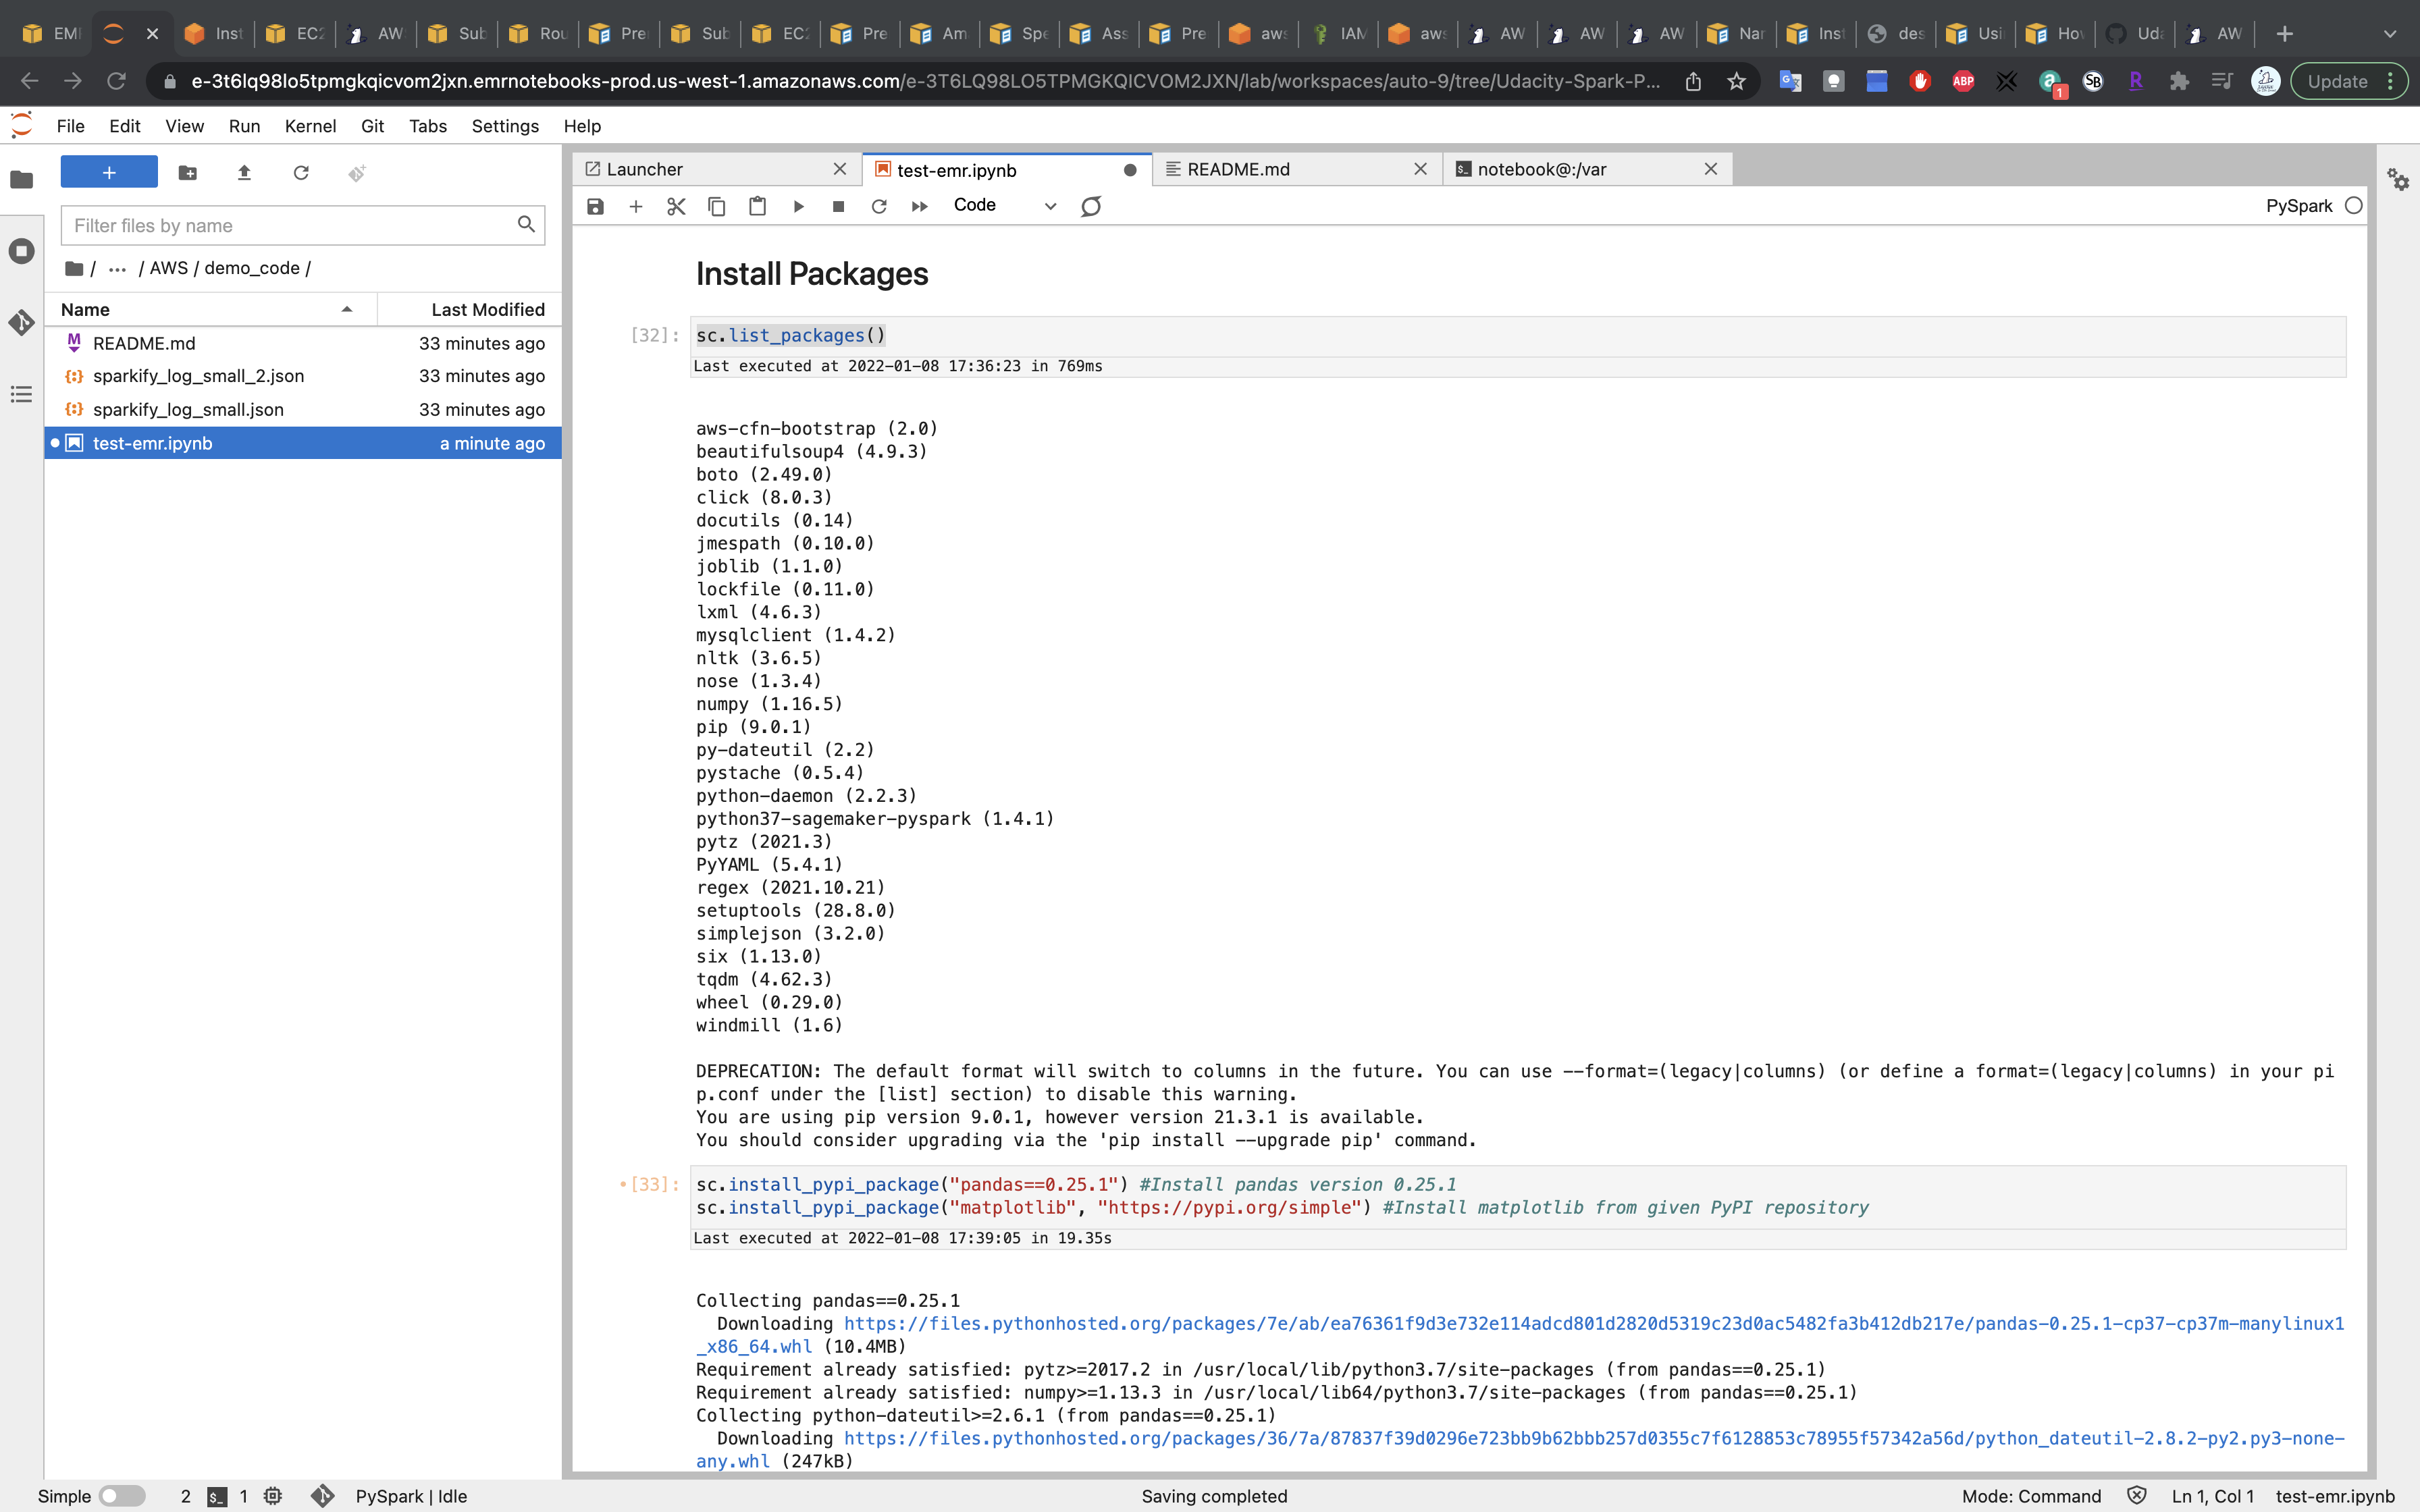 EMI
Inst
EC2
AW
Sub
Rou
Pre
Sub
EC2
Pre
Am
Spe
Ass
Pre
aws
IAM
aws
AW
AW
AW
Nar
Inst
des
Usi
How
Uda
AW
e-3t6lq98lo5tpmgkqicvom2jxn.emrnotebooks-prod.us-west-1.amazonaws.com/e-3T6LQ98LO5TPMGKQICVOM2JXN/lab/workspaces/auto-9/tree/Udacity-Spark-P...
ABP
1
SB
R
Update
File Edit View Run Kernel Git Tabs Settings Help
Launcher
test-emr.ipynb
README.md
notebook@:/var
Filter files by name
Code
PySpark
/ ... / AWS / demo_code /
Name Last Modified
README.md 33 minutes ago
sparkify_log_small_2.json 33 minutes ago
sparkify_log_small.json 33 minutes ago
test-emr.ipynb a minute ago
Install Packages
[32]: sc.list_packages()
Last executed at 2022-01-08 17:36:23 in 769ms
aws-cfn-bootstrap (2.0)
beautifulsoup4 (4.9.3)
boto (2.49.0)
click (8.0.3)
docutils (0.14)
jmespath (0.10.0)
joblib (1.1.0)
lockfile (0.11.0)
lxml (4.6.3)
mysqlclient (1.4.2)
nltk (3.6.5)
nose (1.3.4)
numpy (1.16.5)
pip (9.0.1)
py-dateutil (2.2)
pystache (0.5.4)
python-daemon (2.2.3)
python37-sagemaker-pyspark (1.4.1)
pytz (2021.3)
PyYAML (5.4.1)
regex (2021.10.21)
setuptools (28.8.0)
simplejson (3.2.0)
six (1.13.0)
tqdm (4.62.3)
wheel (0.29.0)
windmill (1.6)
DEPRECATION: The default format will switch to columns in the future. You can use --format=(legacy|columns) (or define a format=(legacy|columns) in your pi
p.conf under the [list] section) to disable this warning.
You are using pip version 9.0.1, however version 21.3.1 is available.
You should consider upgrading via the 'pip install --upgrade pip' command.
[33]: sc.install_pypi_package("pandas==0.25.1") #Install pandas version 0.25.1
sc.install_pypi_package("matplotlib", "https://pypi.org/simple") #Install matplotlib from given PyPI repository
Last executed at 2022-01-08 17:39:05 in 19.35s
Collecting pandas==0.25.1
Downloading https://files.pythonhosted.org/packages/7e/ab/ea76361f9d3e732e114adcd801d2820d5319c23d0ac5482fa3b412db217e/pandas-0.25.1-cp37-cp37m-manylinux1
_x86_64.whl (10.4MB)
Requirement already satisfied: pytz>=2017.2 in /usr/local/lib/python3.7/site-packages (from pandas==0.25.1)
Requirement already satisfied: numpy>=1.13.3 in /usr/local/lib64/python3.7/site-packages (from pandas==0.25.1)
Collecting python-dateutil>=2.6.1 (from pandas==0.25.1)
Downloading https://files.pythonhosted.org/packages/36/7a/87837f39d0296e723bb9b62bbb257d0355c7f6128853c78955f57342a56d/python_dateutil-2.8.2-py2.py3-none-
any.whl (247kB)
Simple 2 $_ 1 PySpark | Idle Saving completed Mode: Command Ln 1, Col 1 test-emr.ipynb